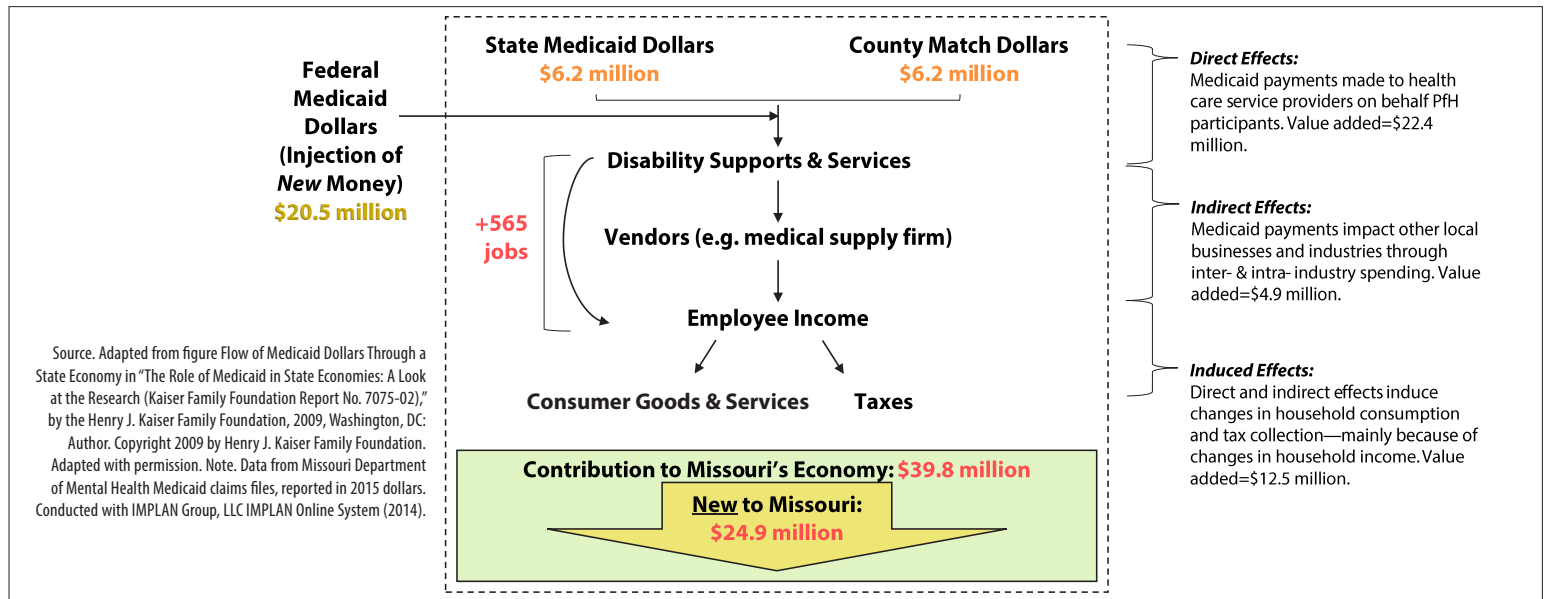 State Medicaid Dollars
$6.2 million
County Match Dollars
$6.2 million
Federal
Medicaid
Dollars
(Injection of
New Money)
$20.5 million
Disability Supports & Services
+565
jobs
Vendors (e.g. medical supply firm)
Employee Income
Consumer Goods & Services
Taxes
Contribution to Missouri's Economy: $39.8 million
New to Missouri:
$24.9 million
Direct Effects:
Medicaid payments made to health
care service providers on behalf PfH
participants. Value added=$22.4
million.
Indirect Effects:
Medicaid payments impact other local
businesses and industries through
inter- & intra- industry spending. Value
added=$4.9 million.
Induced Effects:
Direct and indirect effects induce
changes in household consumption
and tax collection—mainly because of
changes in household income. Value
added=$12.5 million.
Source. Adapted from figure Flow of Medicaid Dollars Through a
State Economy in "The Role of Medicaid in State Economies: A Look
at the Research (Kaiser Family Foundation Report No. 7075-02),"
by the Henry J. Kaiser Family Foundation, 2009, Washington, DC:
Author. Copyright 2009 by Henry J. Kaiser Family Foundation.
Adapted with permission. Note. Data from Missouri Department
of Mental Health Medicaid claims files, reported in 2015 dollars.
Conducted with IMPLAN Group, LLC IMPLAN Online System (2014).